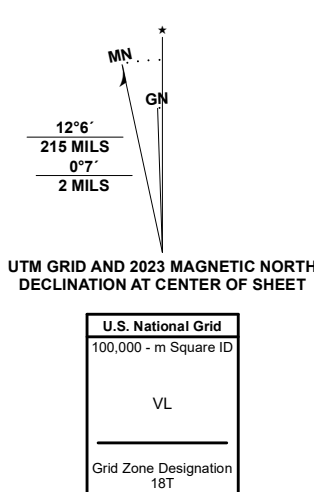 ★
MN
GN
12°6´
215 MILS
0°7´
2 MILS
UTM GRID AND 2023 MAGNETIC NORTH
DECLINATION AT CENTER OF SHEET
U.S. National Grid
100,000 - m Square ID
VL
Grid Zone Designation
18T